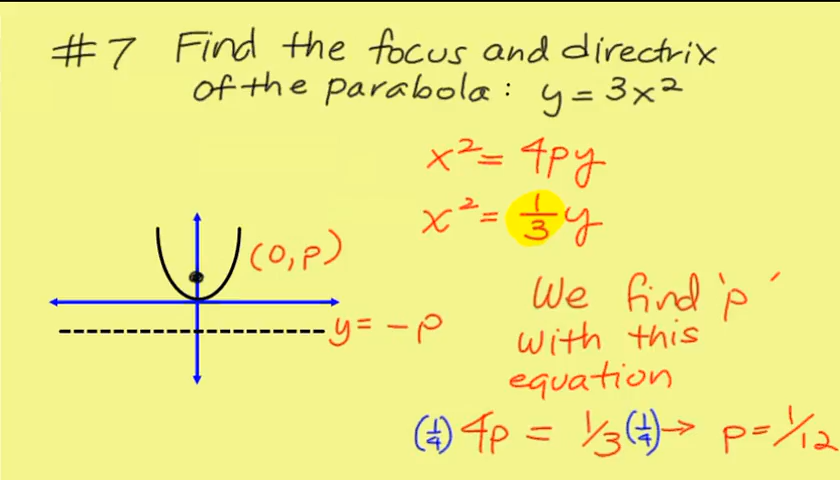 #7 Find the focus and directrix
of the parabola: y = 3x²
x² = 4py
x² = 1/3 y
(0, p)
y = -p
We find 'p'
with this
equation
(1/4) 4p = 1/3 (1/4) → p = 1/12